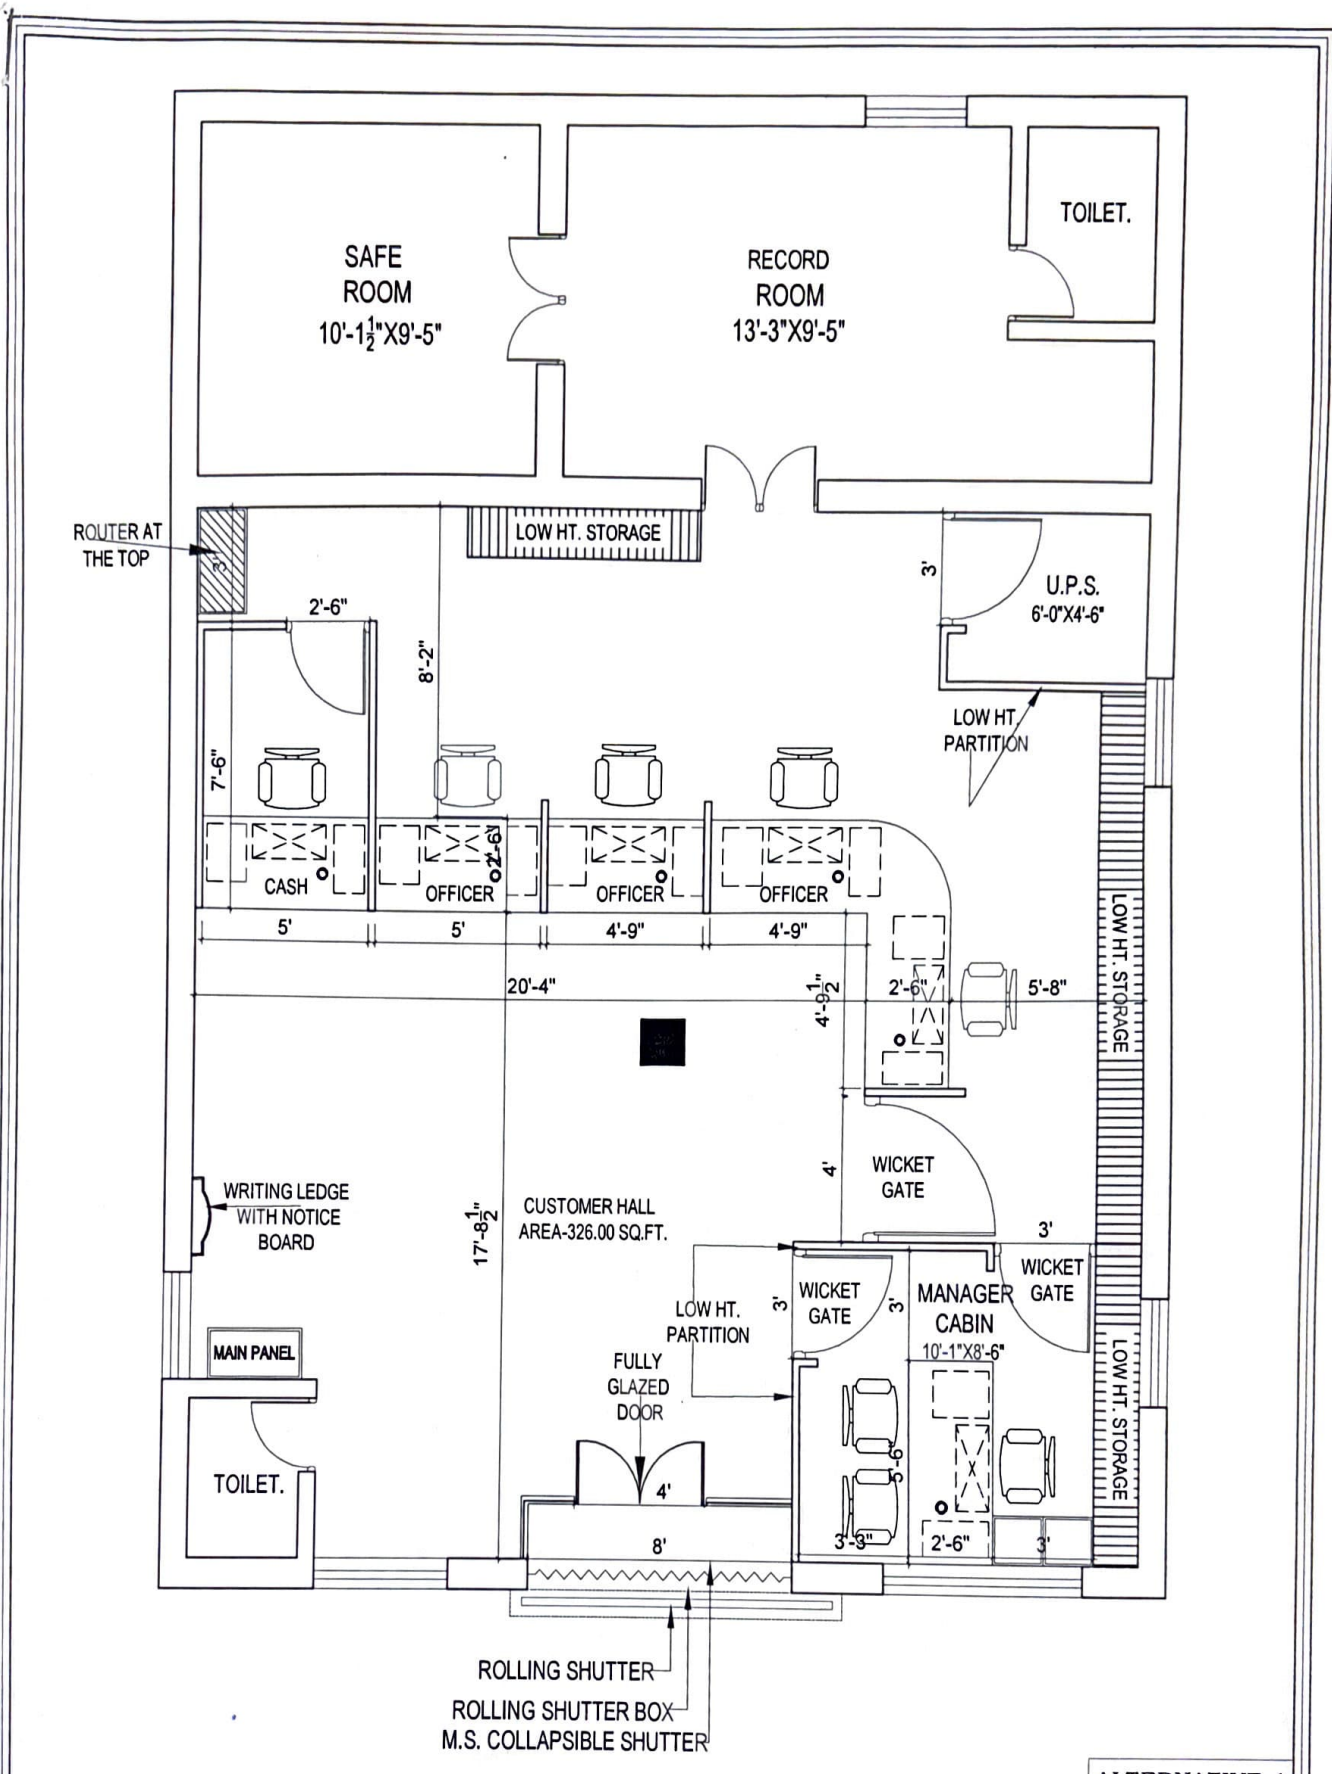 TOILET.
SAFE
ROOM
10'-1½"X9'-5"
RECORD
ROOM
13'-3"X9'-5"
ROUTER AT
THE TOP
3'
LOW HT. STORAGE
3'
U.P.S.
6'-0"X4'-6"
2'-6"
8'-2"
LOW HT.
PARTITION
7'-6"
2'-6"
CASH
OFFICER
OFFICER
OFFICER
5'
5'
4'-9"
4'-9"
LOW HT. STORAGE
20'-4"
4'-9½"
2'-6"
5'-8"
4'
WICKET
GATE
WRITING LEDGE
WITH NOTICE
BOARD
17'-8½"
CUSTOMER HALL
AREA-326.00 SQ.FT.
3'
WICKET
GATE
WICKET
GATE
3'
3'
MANAGER
CABIN
10'-1"X8'-6"
LOW HT.
PARTITION
MAIN PANEL
FULLY
GLAZED
DOOR
LOW HT. STORAGE
TOILET.
4'
5'-6"
8'
3'-3"
2'-6"
3'
ROLLING SHUTTER
ROLLING SHUTTER BOX
M.S. COLLAPSIBLE SHUTTER